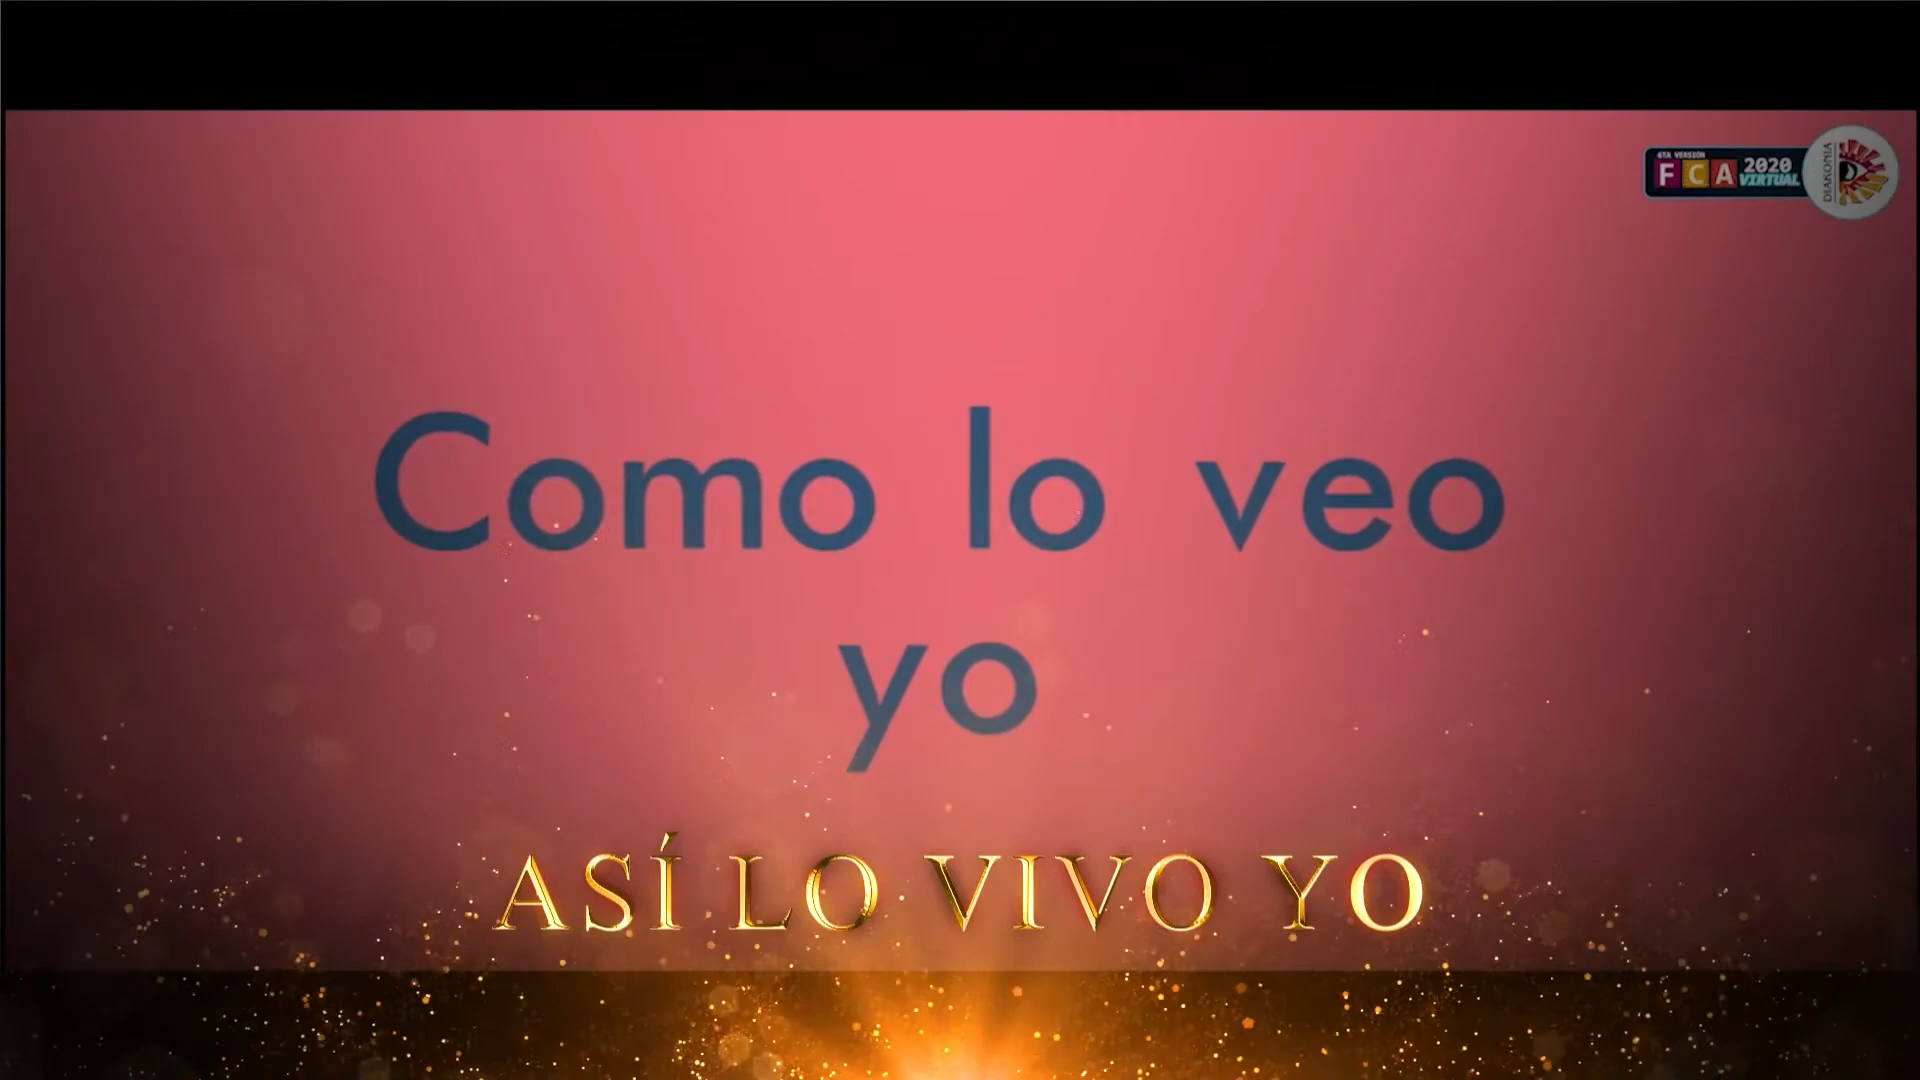 6TA VERSIÓN
FCA 2020
VIRTUAL
DIAKONIA
Como lo veo
yo
ASÍ LO VIVO YO